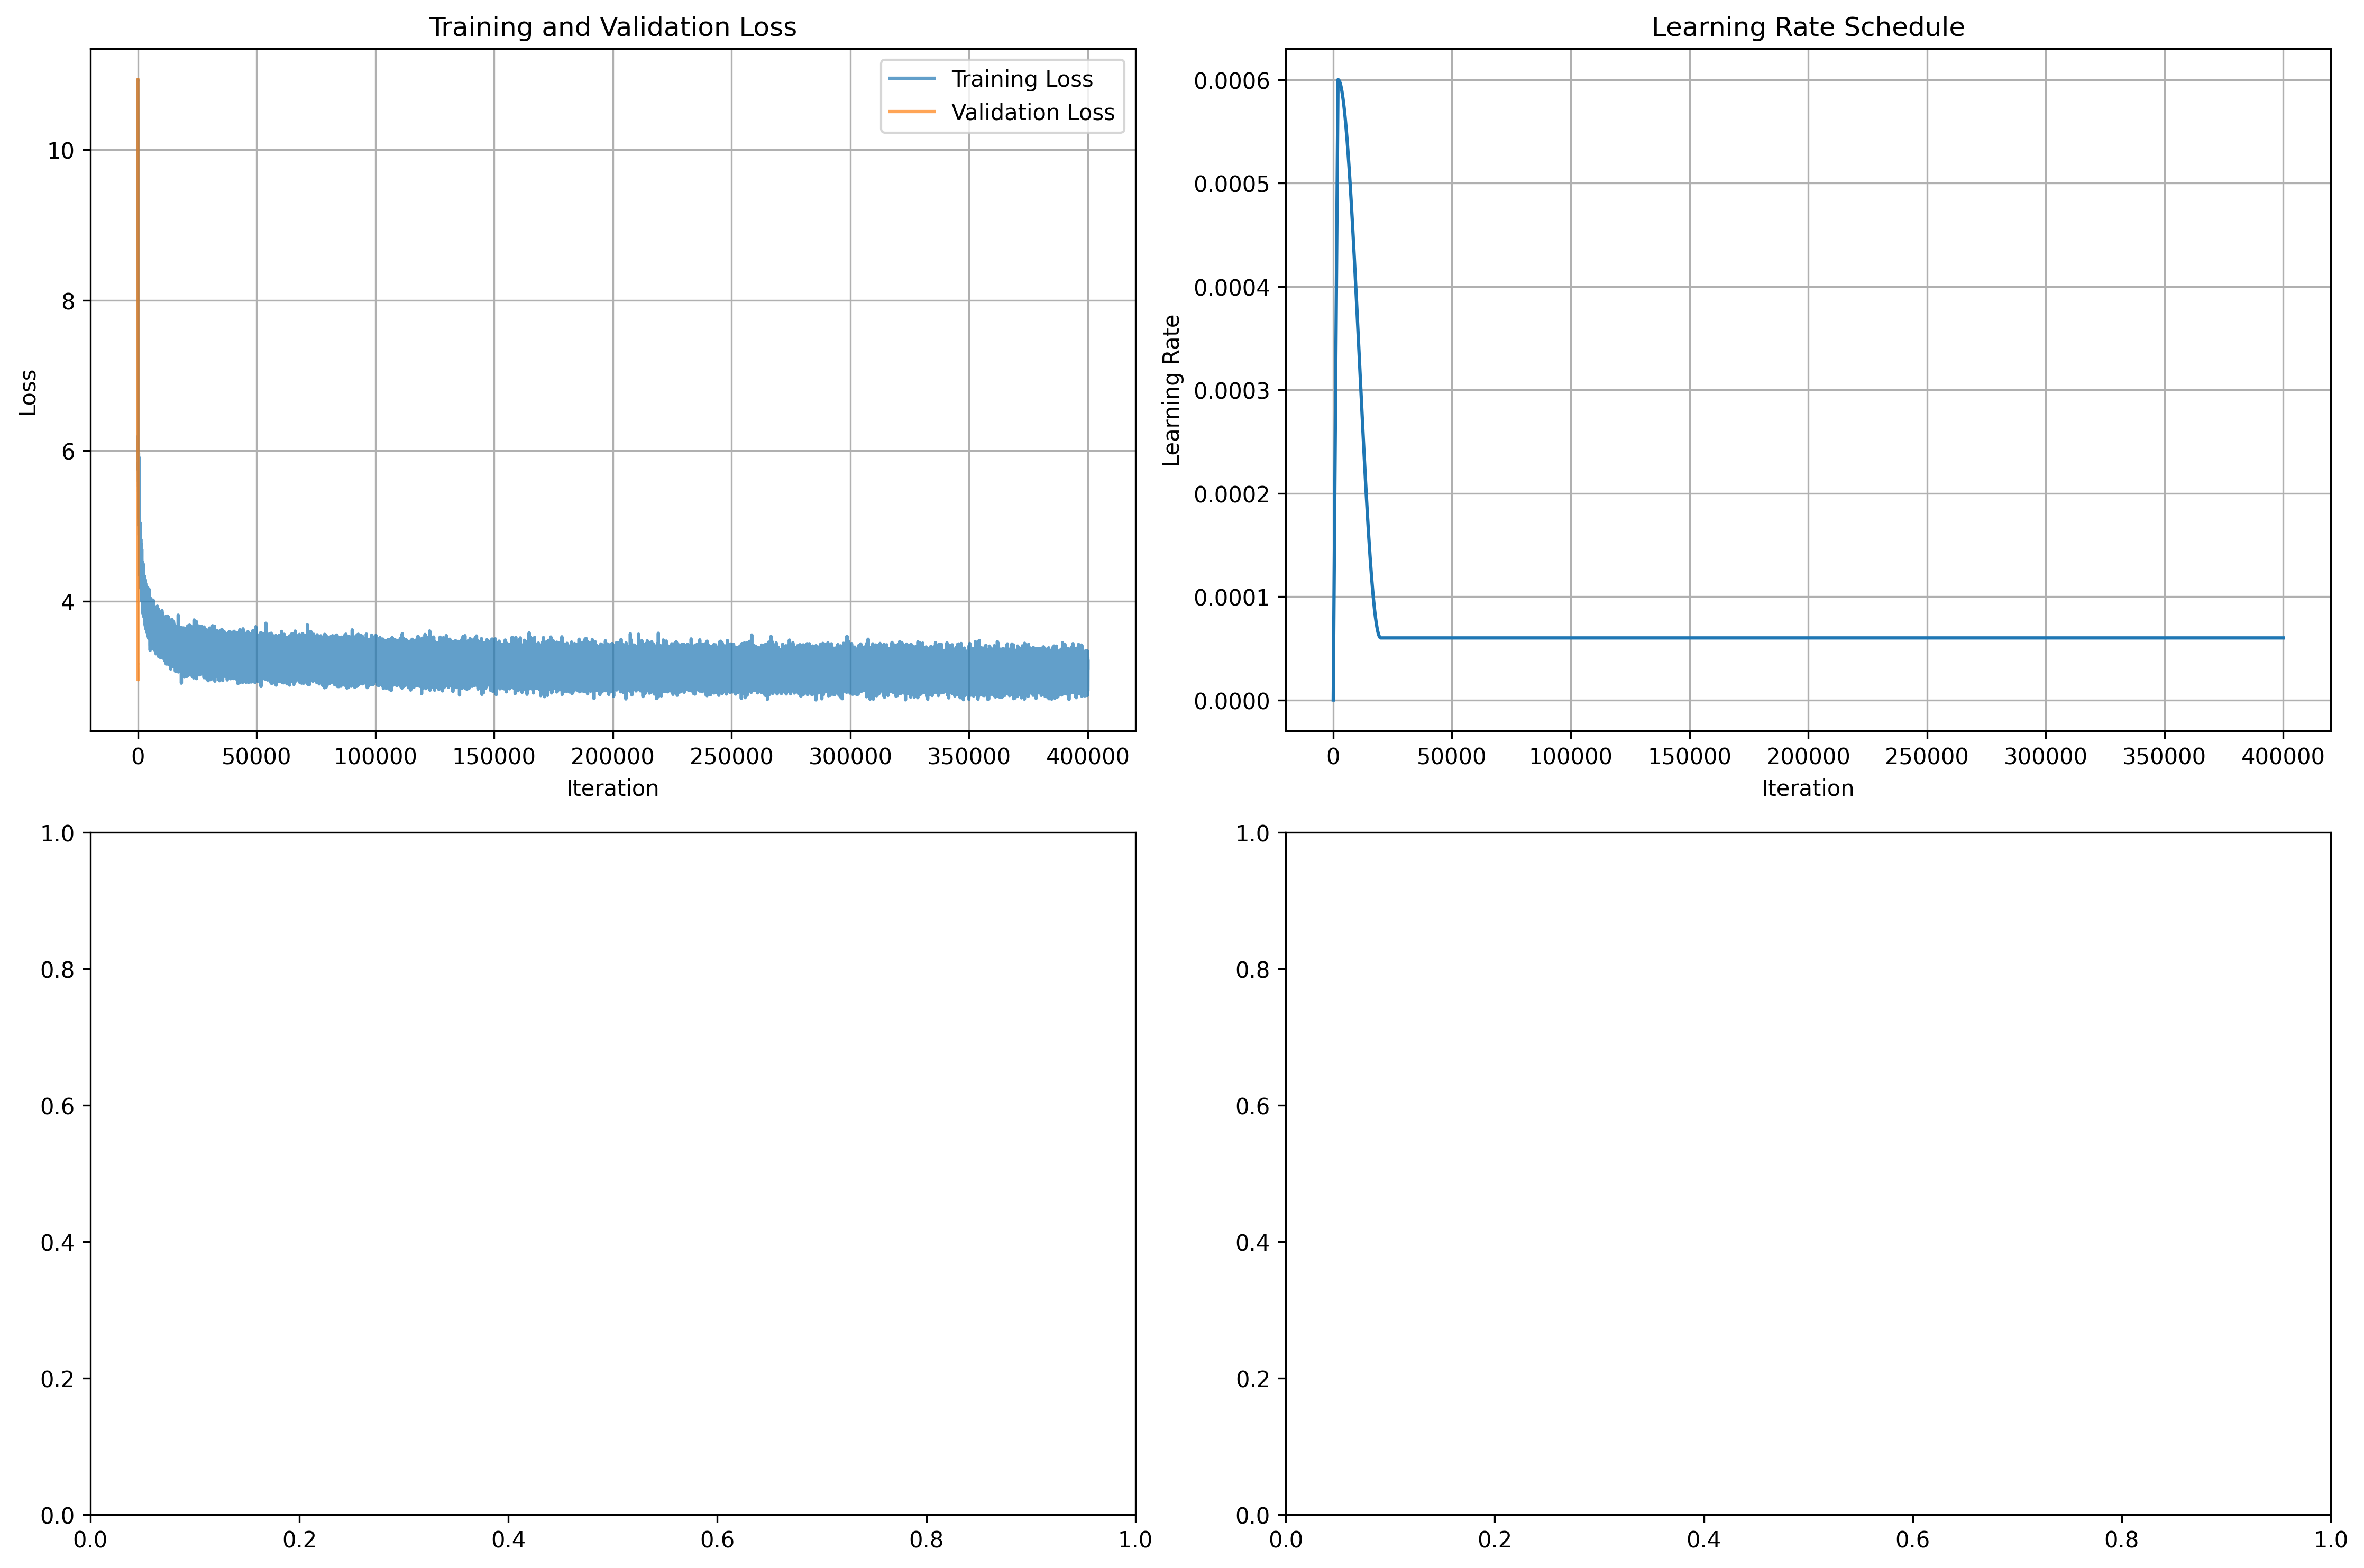 Training and Validation Loss
Training Loss
Validation Loss
Loss
10
8
6
4
0 50000 100000 150000 200000 250000 300000 350000 400000
Iteration
Learning Rate Schedule
Learning Rate
0.0006
0.0005
0.0004
0.0003
0.0002
0.0001
0.0000
0 50000 100000 150000 200000 250000 300000 350000 400000
Iteration
1.0
0.8
0.6
0.4
0.2
0.0
0.0 0.2 0.4 0.6 0.8 1.0
1.0
0.8
0.6
0.4
0.2
0.0
0.0 0.2 0.4 0.6 0.8 1.0